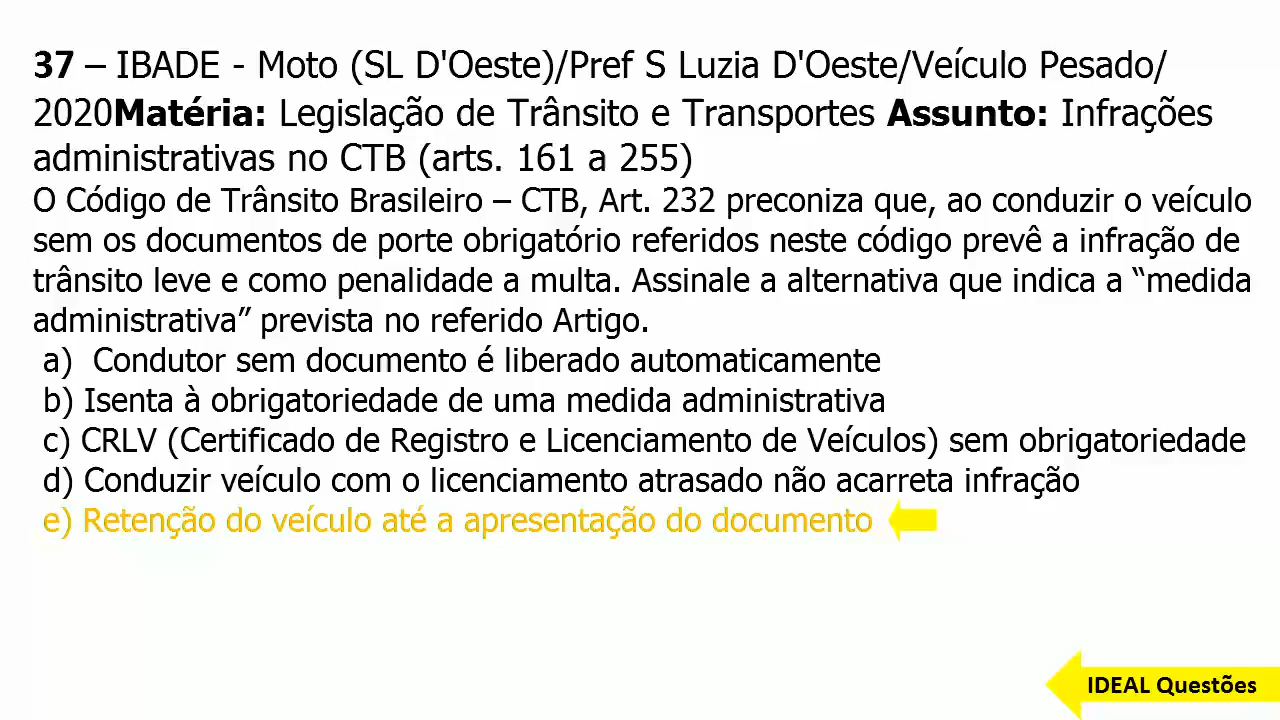 37 – IBADE - Moto (SL D'Oeste)/Pref S Luzia D'Oeste/Veículo Pesado/
2020Matéria: Legislação de Trânsito e Transportes Assunto: Infrações
administrativas no CTB (arts. 161 a 255)
O Código de Trânsito Brasileiro – CTB, Art. 232 preconiza que, ao conduzir o veículo
sem os documentos de porte obrigatório referidos neste código prevê a infração de
trânsito leve e como penalidade a multa. Assinale a alternativa que indica a “medida
administrativa” prevista no referido Artigo.
a) Condutor sem documento é liberado automaticamente
b) Isenta à obrigatoriedade de uma medida administrativa
c) CRLV (Certificado de Registro e Licenciamento de Veículos) sem obrigatoriedade
d) Conduzir veículo com o licenciamento atrasado não acarreta infração
e) Retenção do veículo até a apresentação do documento
IDEAL Questões